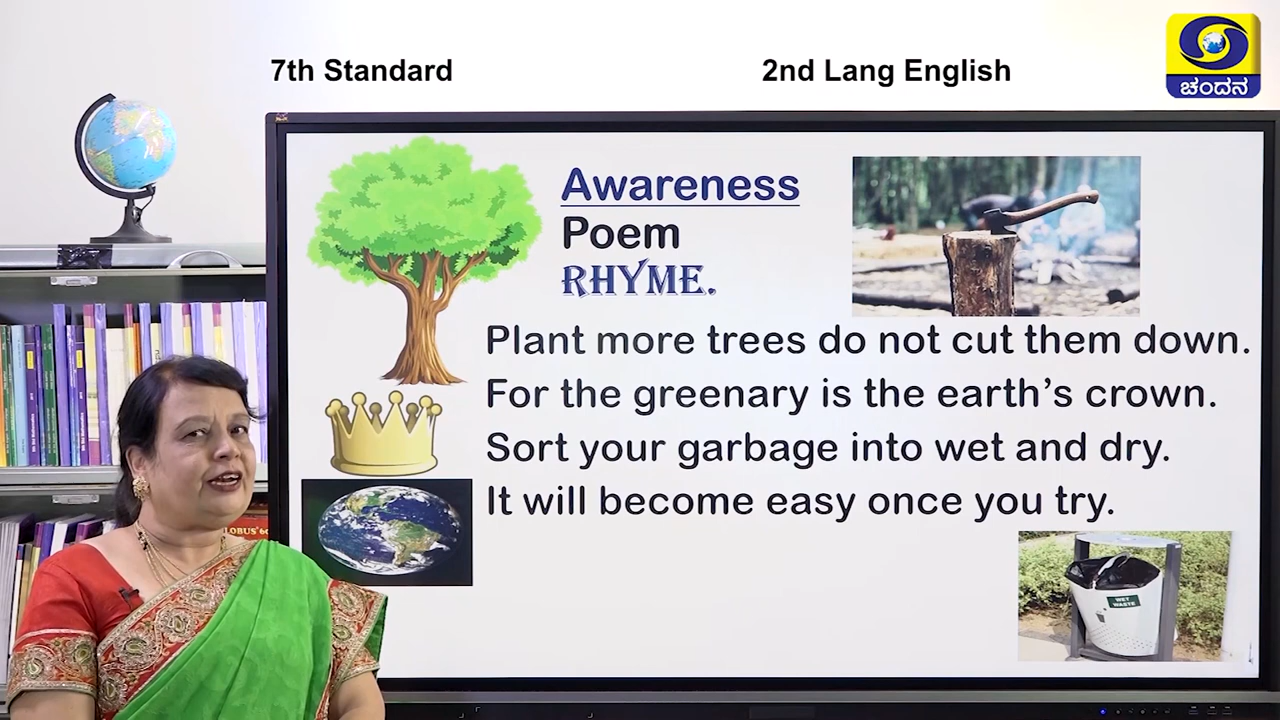 7th Standard
2nd Lang English
ಚಂದನ
Awareness
Poem
RHYME.
Plant more trees do not cut them down.
For the greenary is the earth's crown.
Sort your garbage into wet and dry.
It will become easy once you try.
WET
WASTE